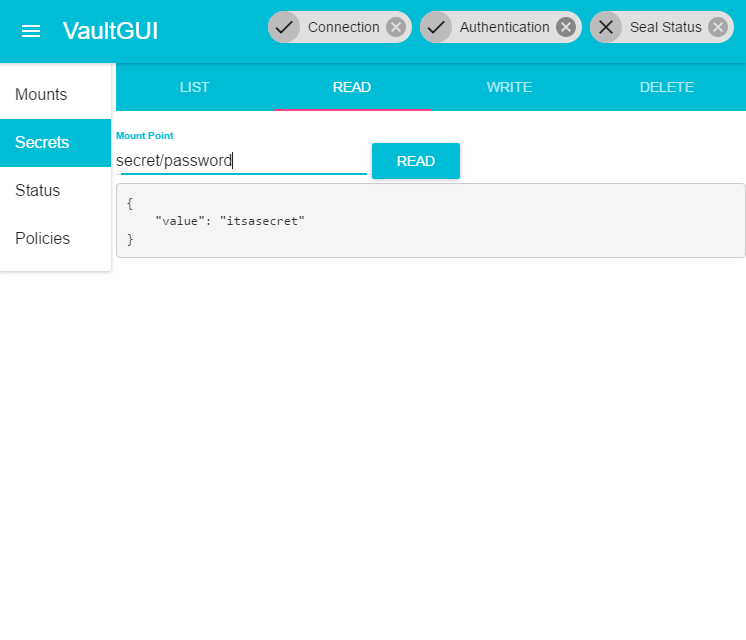 VaultGUI
Connection
Authentication
Seal Status
Mounts
Secrets
Status
Policies
LIST
READ
WRITE
DELETE
Mount Point
secret/password
READ
{
"value": "itsasecret"
}